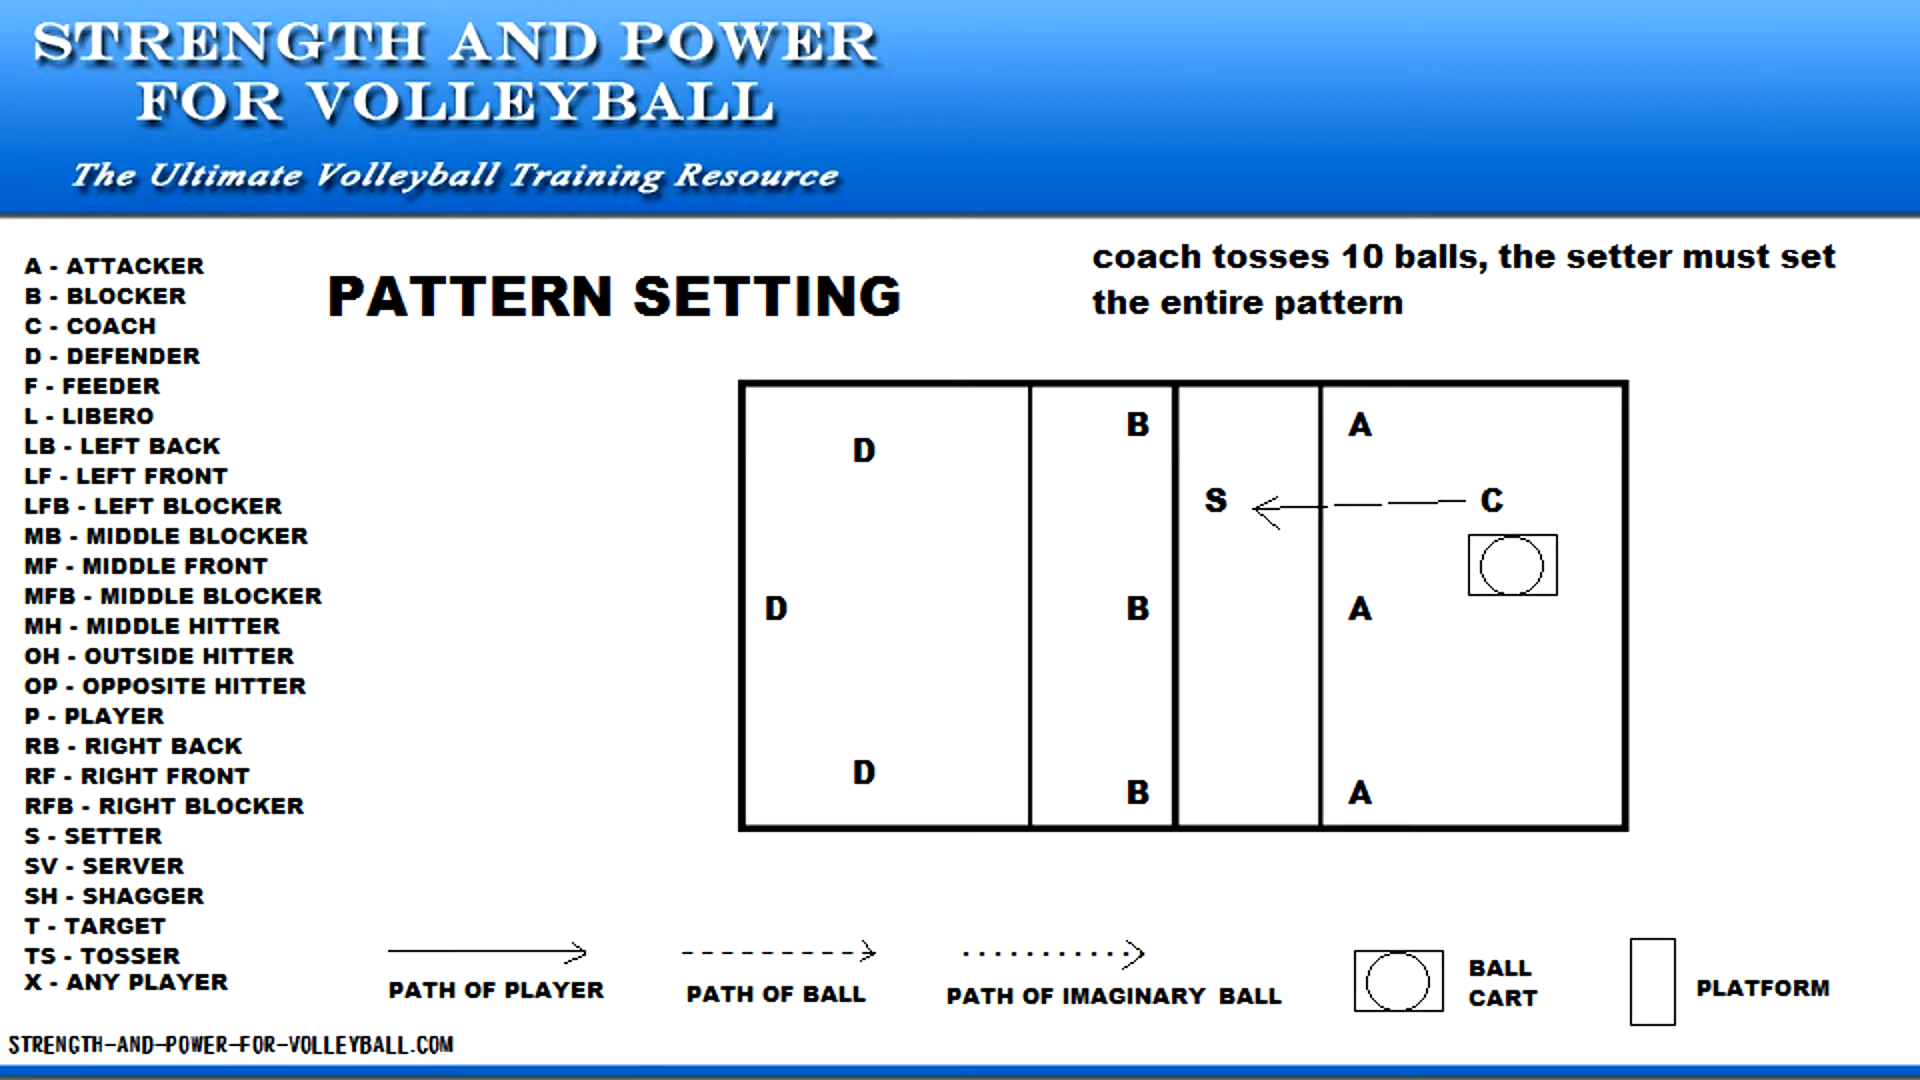 STRENGTH AND POWER
FOR VOLLEYBALL
The Ultimate Volleyball Training Resource
A - ATTACKER
B - BLOCKER
C - COACH
D - DEFENDER
F - FEEDER
L - LIBERO
LB - LEFT BACK
LF - LEFT FRONT
LFB - LEFT BLOCKER
MB - MIDDLE BLOCKER
MF - MIDDLE FRONT
MFB - MIDDLE BLOCKER
MH - MIDDLE HITTER
OH - OUTSIDE HITTER
OP - OPPOSITE HITTER
P - PLAYER
RB - RIGHT BACK
RF - RIGHT FRONT
RFB - RIGHT BLOCKER
S - SETTER
SV - SERVER
SH - SHAGGER
T - TARGET
TS - TOSSER
X - ANY PLAYER
PATTERN SETTING
coach tosses 10 balls, the setter must set
the entire pattern
B A
D
S C
D B A
D
B A
PATH OF PLAYER
PATH OF BALL
PATH OF IMAGINARY BALL
BALL
CART
PLATFORM
STRENGTH-AND-POWER-FOR-VOLLEYBALL.COM